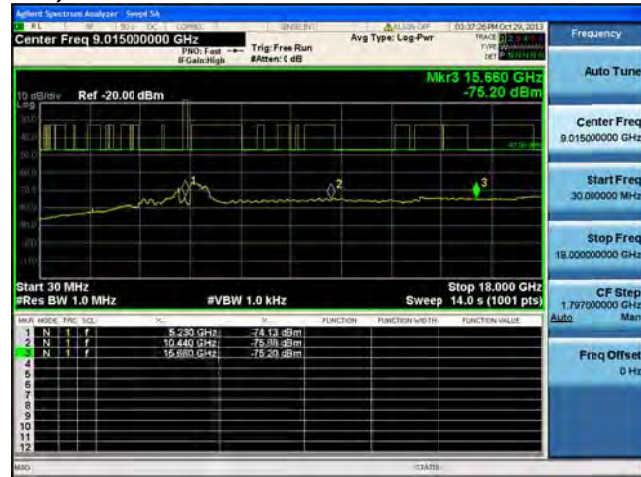 Agilent Spectrum Analyzer - Swept SA
03:37:26 PM Oct 29, 2013
Center Freq 9.015000000 GHz
PNO: Fast
IFGain:High
Trig: Free Run
#Atten: 0 dB
Avg Type: Log-Pwr
TRACE
TYPE
DET
Mkr3 15.660 GHz
-75.20 dBm
10 dB/div
Log
Ref -20.00 dBm
1
2
3
Start 30 MHz
Stop 18.000 GHz
#Res BW 1.0 MHz
#VBW 1.0 kHz
Sweep 14.0 s (1001 pts)
MKR MODE TRC SCL X Y FUNCTION FUNCTION WIDTH FUNCTION VALUE
1 N 1 f 5.230 GHz -74.13 dBm
2 N 1 f 10.440 GHz
3 N 1 f 15.660 GHz -75.20 dBm
4
5
6
7
8
9
10
11
12
MSG
STATUS
Frequency
Auto Tune
Center Freq
9.015000000 GHz
Start Freq
30.000000 MHz
Stop Freq
18.000000000 GHz
CF Step
1.797000000 GHz
Auto Man
Freq Offset
0 Hz